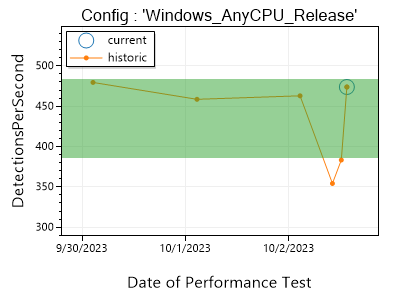 Config : 'Windows_AnyCPU_Release'
current
historic
DetectionsPerSecond
500
450
400
350
300
9/30/2023
10/1/2023
10/2/2023
Date of Performance Test